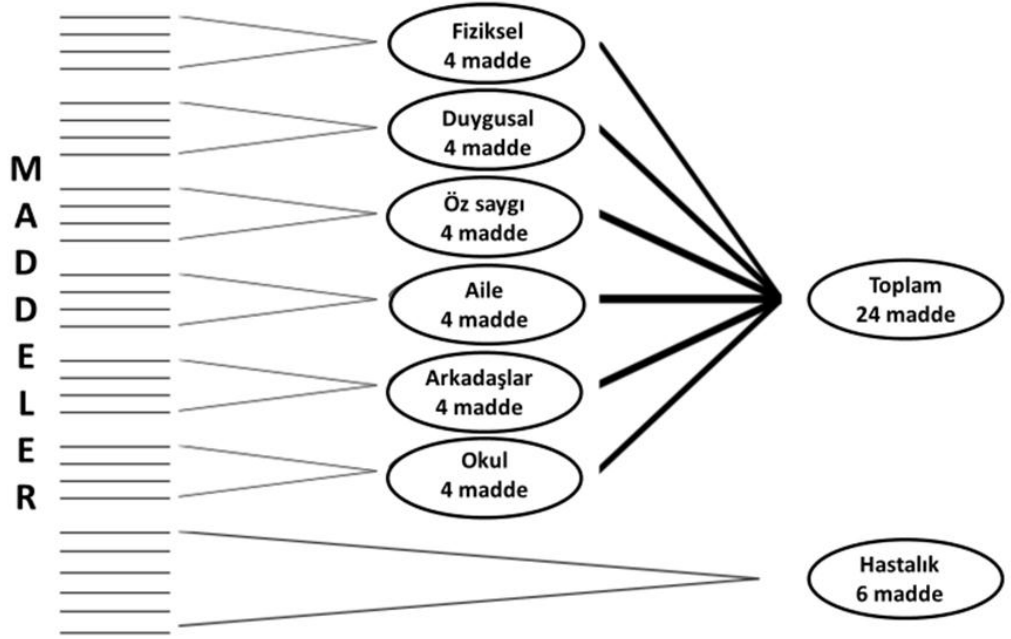 MADDELER
Fiziksel
4 madde
Duygusal
4 madde
Öz saygı
4 madde
Aile
4 madde
Arkadaşlar
4 madde
Okul
4 madde
Toplam
24 madde
Hastalık
6 madde